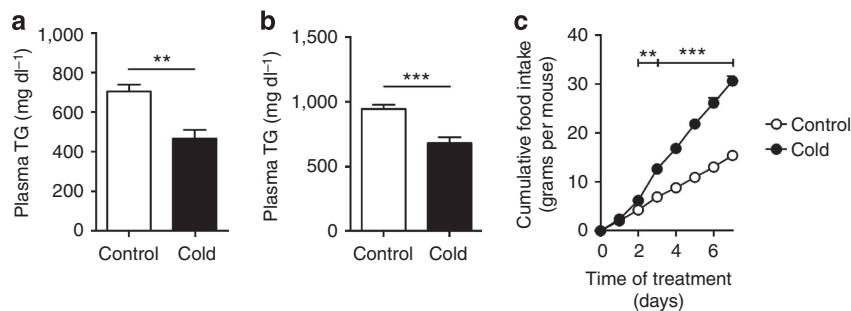 a
Plasma TG (mg dl⁻¹)
1,000
800
600
400
200
0
**
Control Cold
b
Plasma TG (mg dl⁻¹)
1,500
1,000
500
0
***
Control Cold
c
Cumulative food intake
(grams per mouse)
40
30
20
10
0
** ***
0 2 4 6
Time of treatment
(days)
Control
Cold